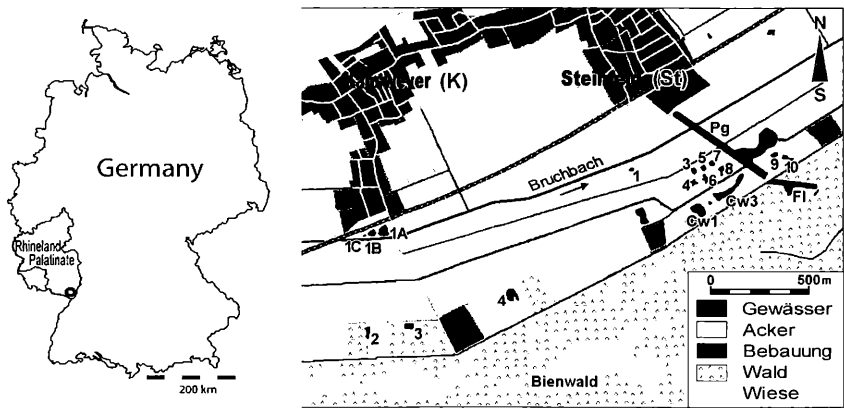 Germany
Rhineland
Palatinate
200 km
(K)
(St)
N
S
Pg
Bruchbach
1
3
5
7
4
6
8
9
10
Fl
Cw1
Cw3
1A
1C
1B
4
2
3
Bienwald
0
500m
Gewässer
Acker
Bebauung
Wald
Wiese